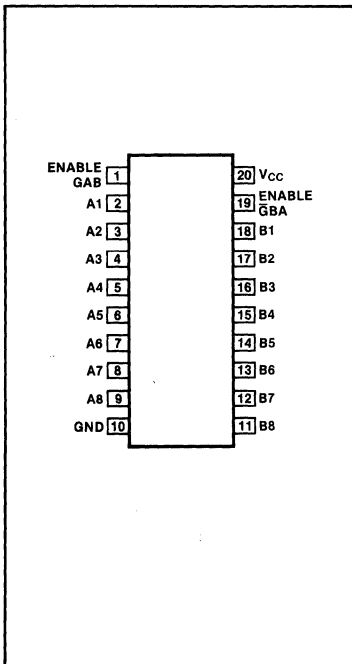 ENABLE
GAB 1
A1 2
A2 3
A3 4
A4 5
A5 6
A6 7
A7 8
A8 9
GND 10
20 VCC
19 ENABLE
G̅BA
18 B1
17 B2
16 B3
15 B4
14 B5
13 B6
12 B7
11 B8